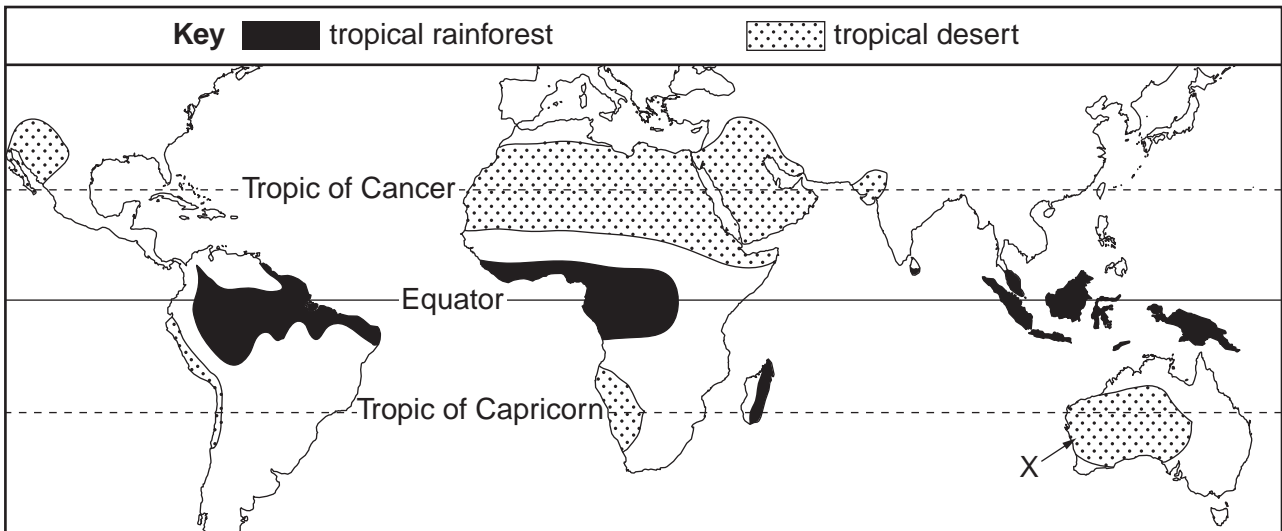 Key tropical rainforest tropical desert
Tropic of Cancer
Equator
Tropic of Capricorn
X